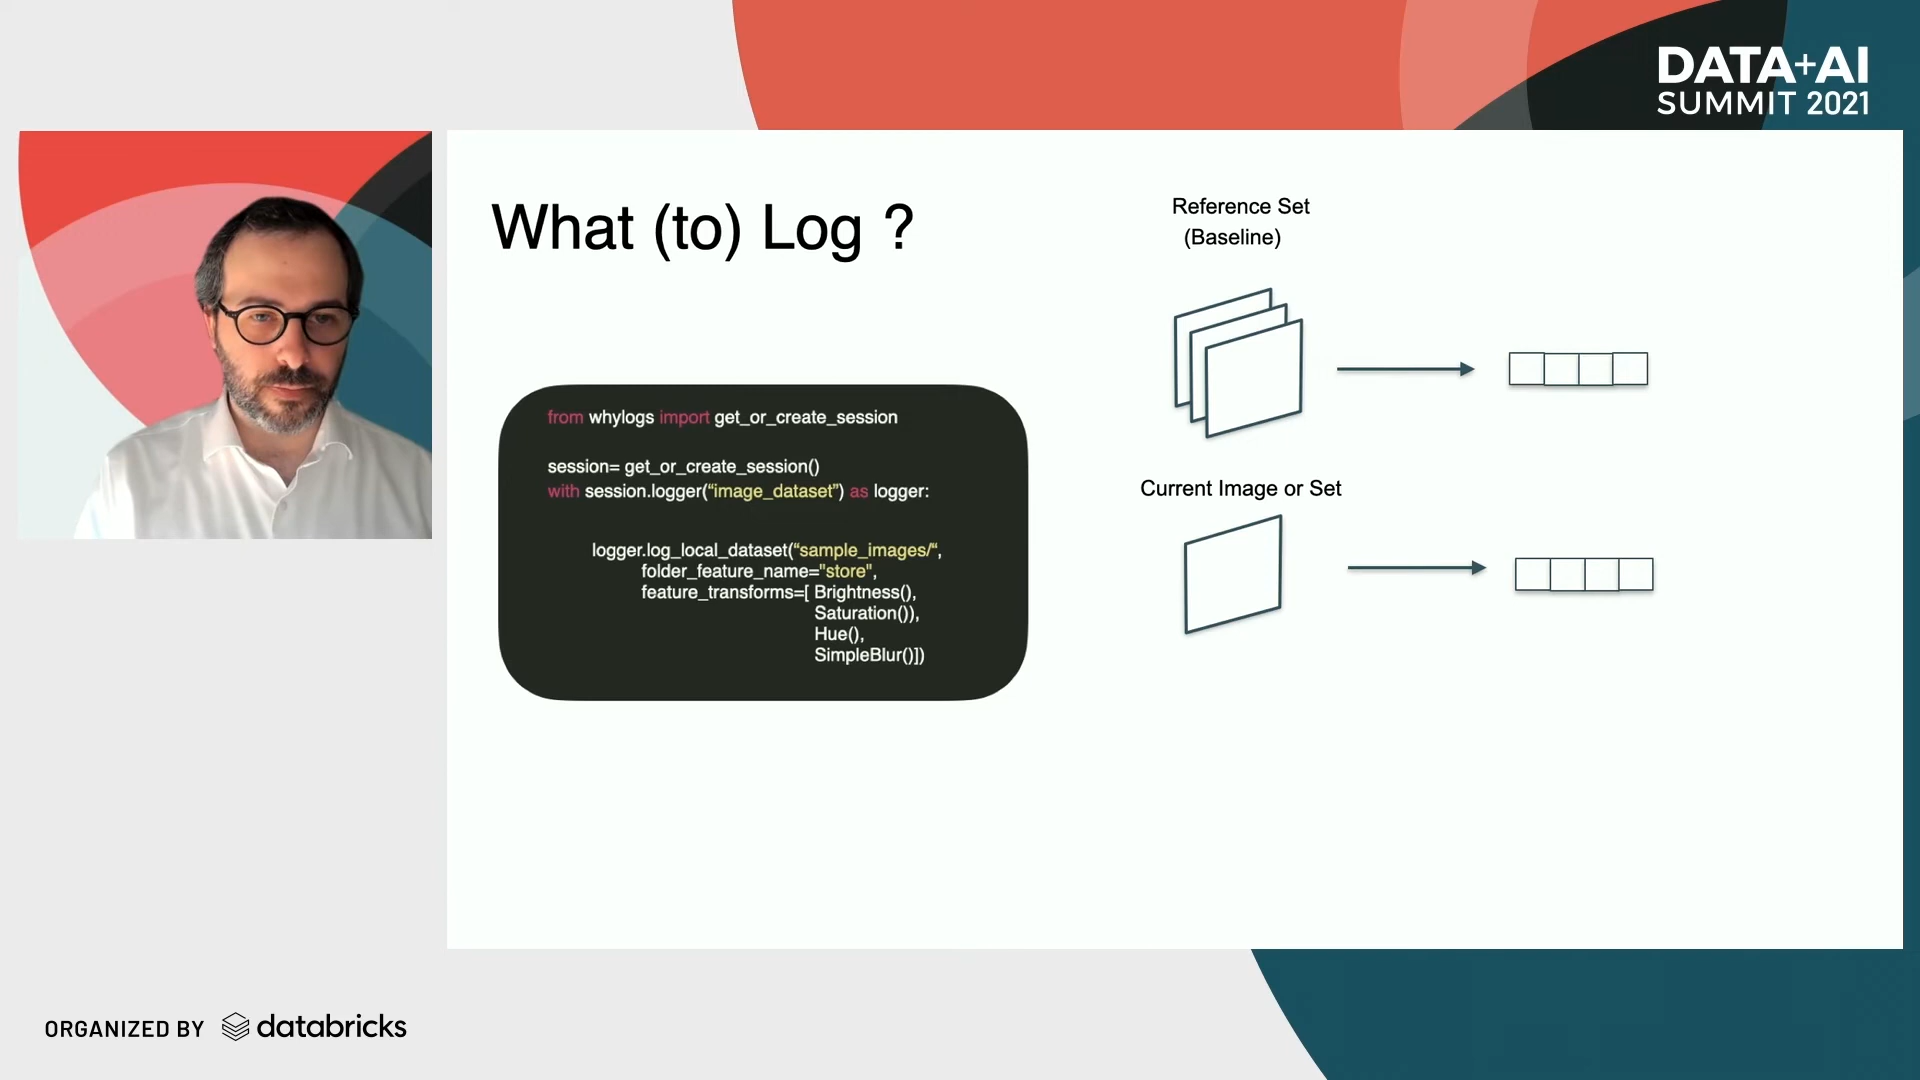 DATA+AI
SUMMIT 2021
What (to) Log ?
from whylogs import get_or_create_session
session= get_or_create_session()
with session.logger(“image_dataset”) as logger:
logger.log_local_dataset(“sample_images/“,
folder_feature_name="store",
feature_transforms=[ Brightness(),
Saturation()),
Hue(),
SimpleBlur()])
Reference Set
(Baseline)
Current Image or Set
ORGANIZED BY databricks